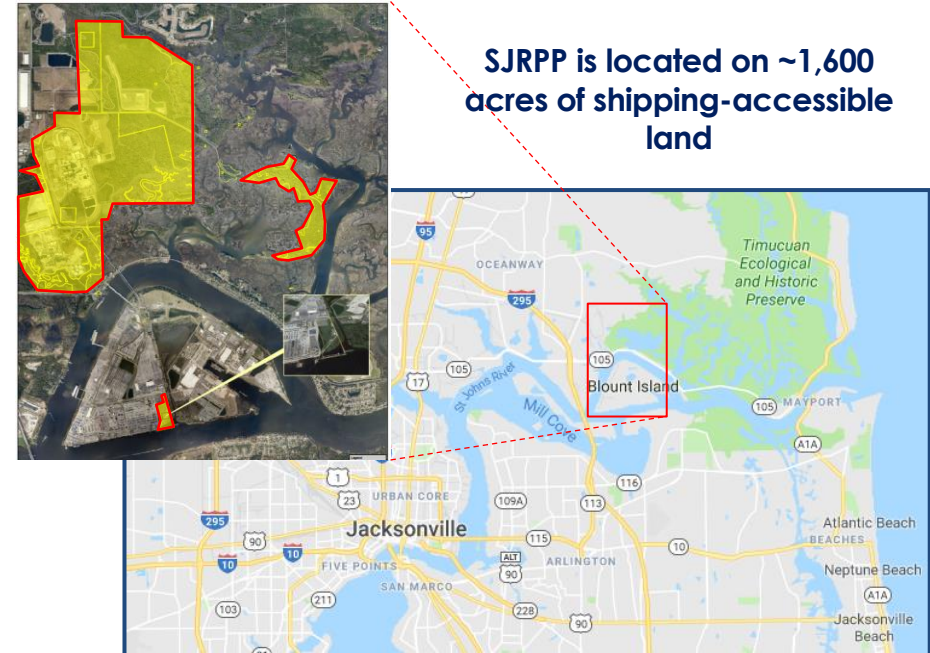 SJRPP is located on ~1,600
acres of shipping-accessible
land
95
OCEANWAY
295
Timucuan
Ecological
and Historic
Preserve
105
105
17
St Johns River
Blount Island
Mill Cove
105
MAYPORT
A1A
1
23
URBAN CORE
109A
116
113
295
90
Jacksonville
115
10
Atlantic Beach
BEACHES
10
10
FIVE POINTS
ALT
90
ARLINGTON
Neptune Beach
SAN MARCO
A1A
103
211
228
90
Jacksonville
Beach